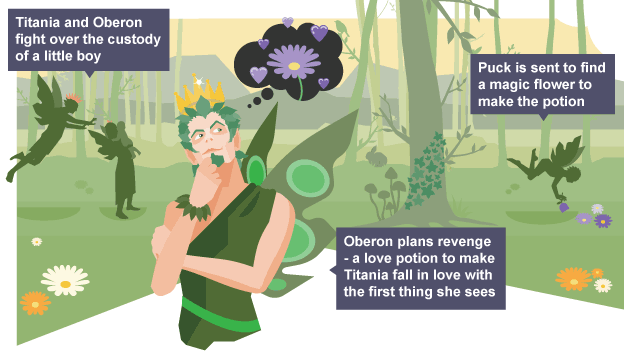 Titania and Oberon
fight over the custody
of a little boy
Puck is sent to find
a magic flower to
make the potion
Oberon plans revenge
- a love potion to make
Titania fall in love with
the first thing she sees